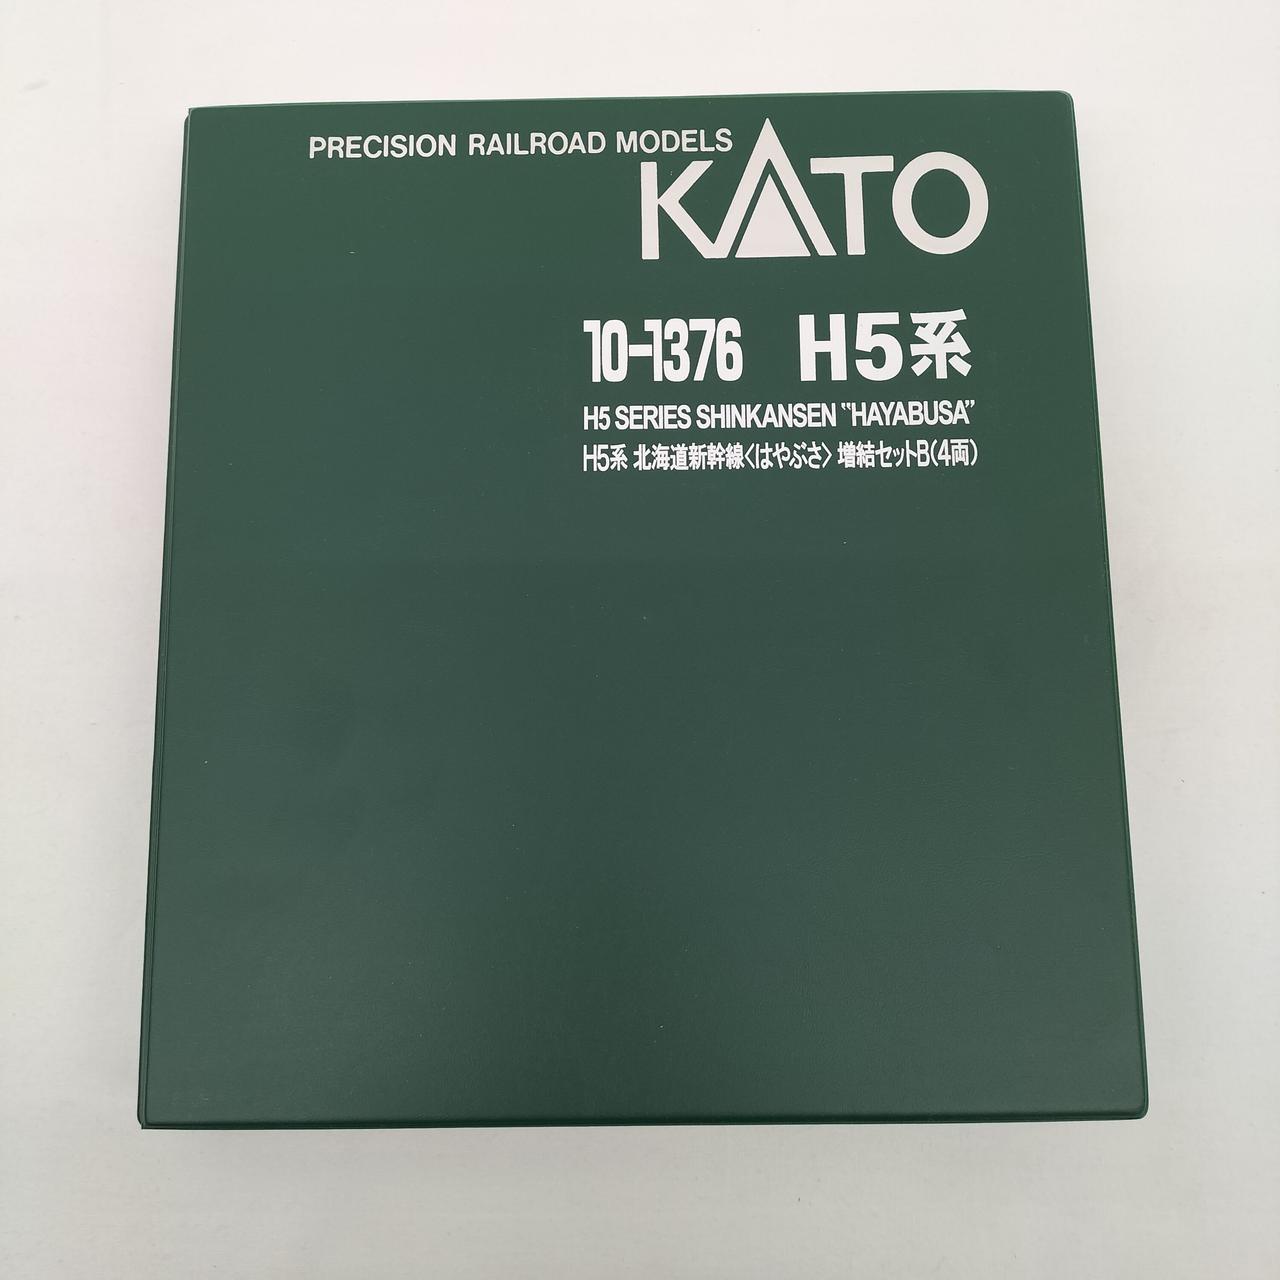 PRECISION RAILROAD MODELS
KATO
10-1376 H5系
H5 SERIES SHINKANSEN “HAYABUSA”
H5系 北海道新幹線〈はやぶさ〉 増結セットB(4両)